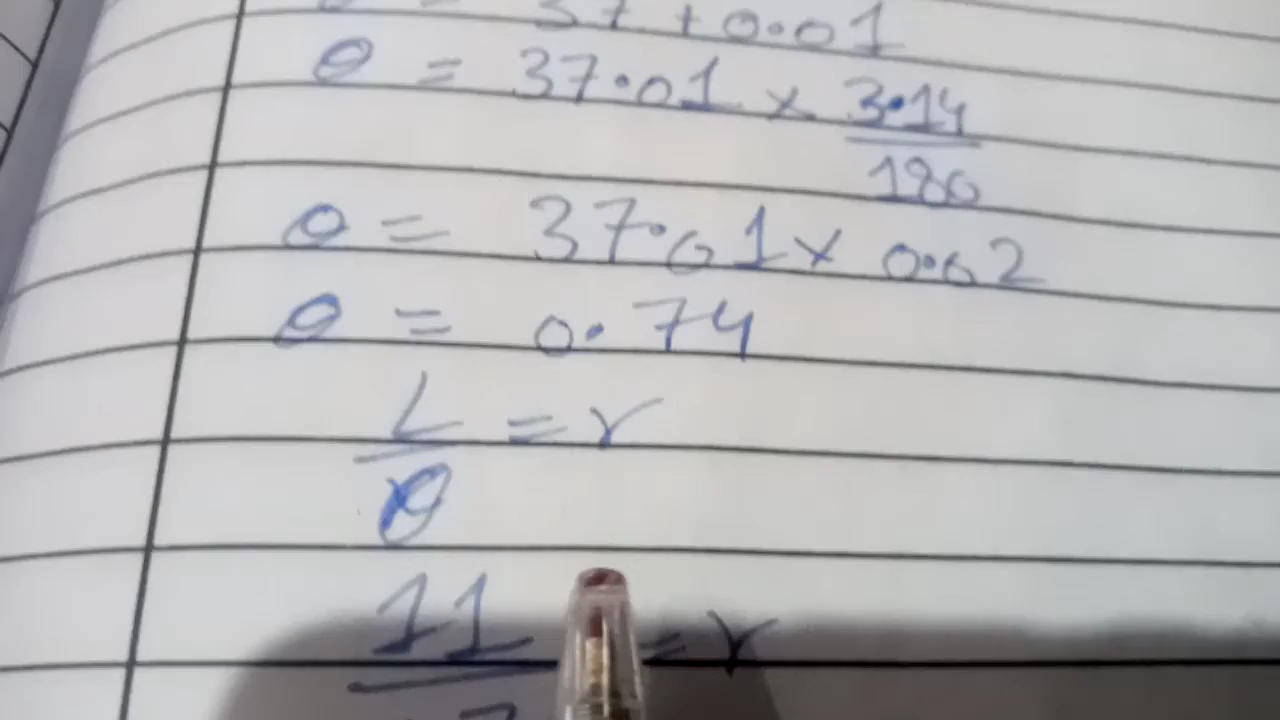 = 37 + 0.01
θ = 37.01 × 3.14
180
θ = 37.01 × 0.02
θ = 0.74
L = r
θ
11 = r